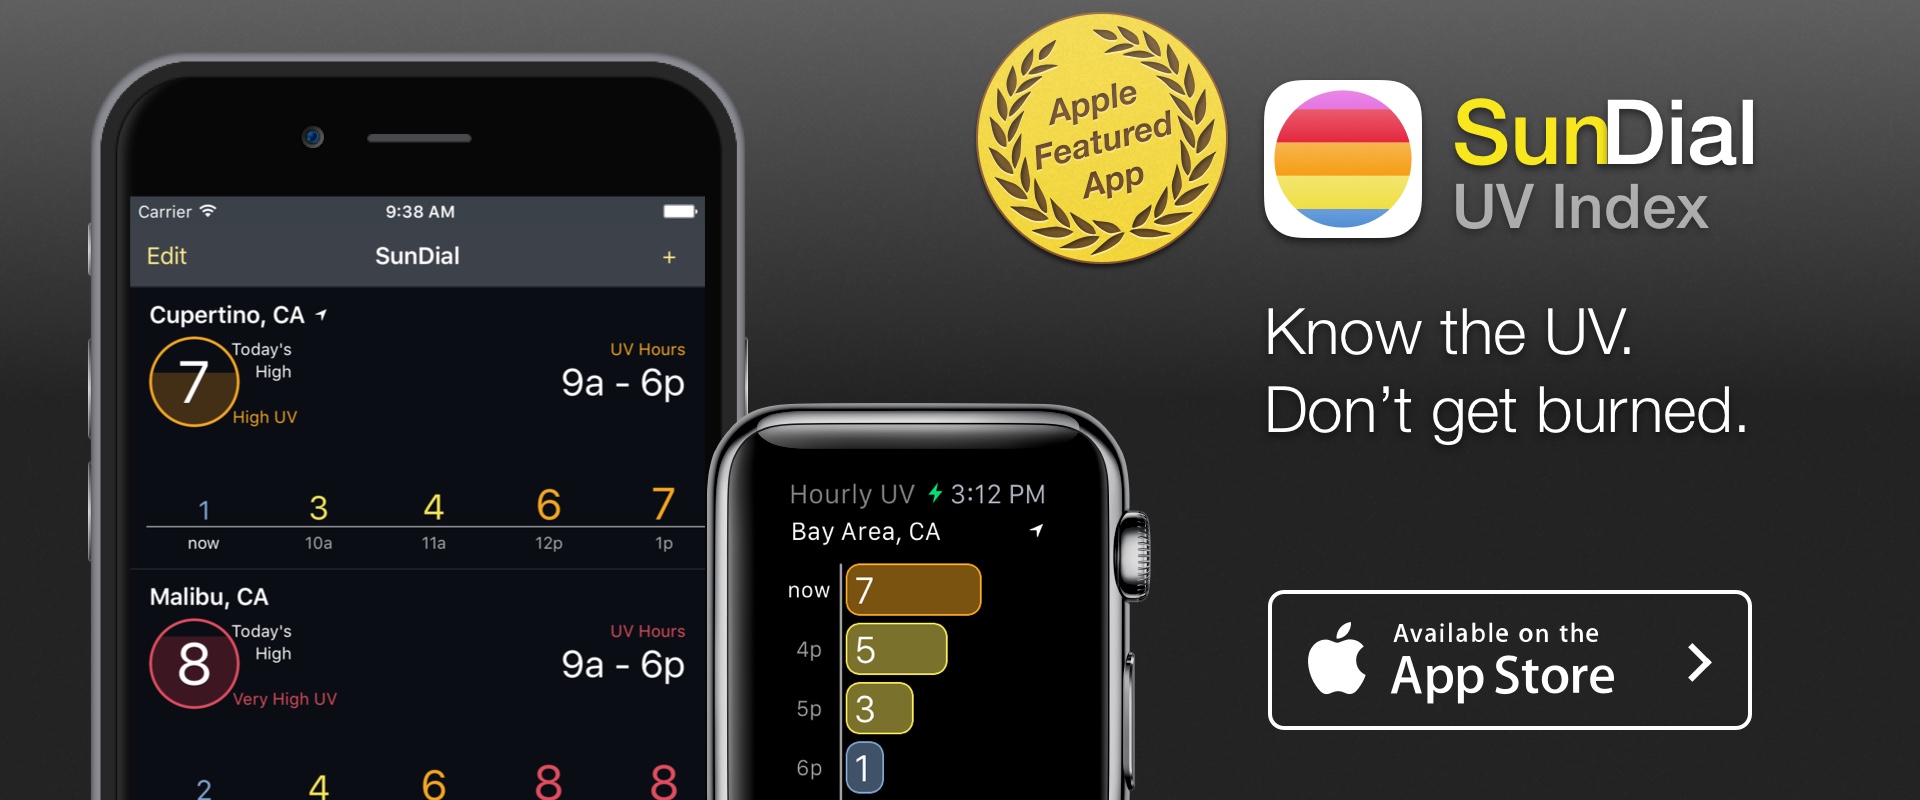 Carrier 9:38 AM
Edit SunDial +
Cupertino, CA
7 Today's High
High UV
UV Hours
9a - 6p
1 3 4 6 7
now 10a 11a 12p 1p
Malibu, CA
8 Today's High
Very High UV
UV Hours
9a - 6p
2 4 6 8 8
Hourly UV 3:12 PM
Bay Area, CA
now 7
4p 5
5p 3
6p 1
Apple
Featured
App
SunDial
UV Index
Know the UV.
Don’t get burned.
Available on the
App Store